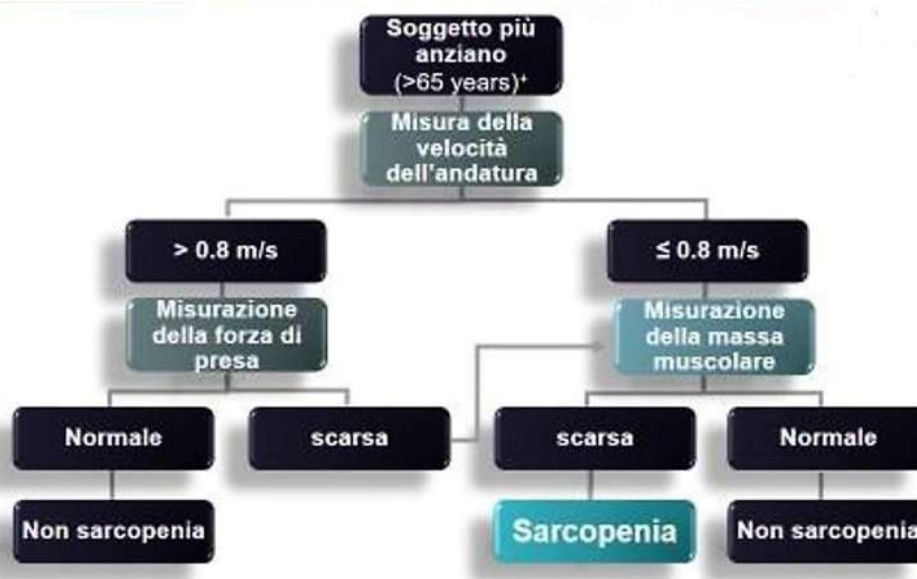 Soggetto più
anziano
(>65 years)⁺
Misura della
velocità
dell'andatura
> 0.8 m/s
≤ 0.8 m/s
Misurazione
della forza di
presa
Misurazione
della massa
muscolare
Normale
scarsa
scarsa
Normale
Non sarcopenia
Sarcopenia
Non sarcopenia